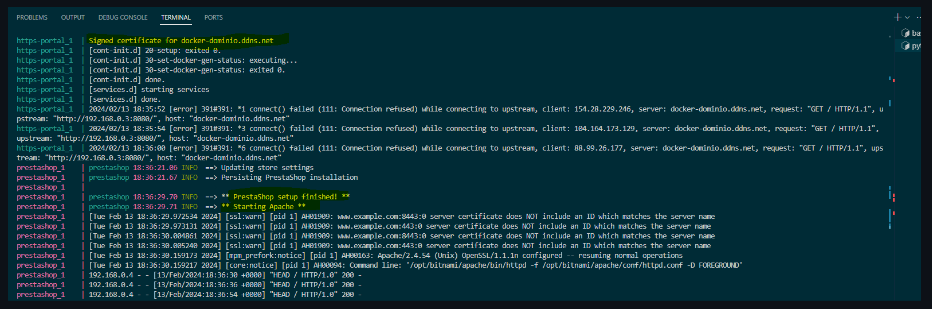 PROBLEMS OUTPUT DEBUG CONSOLE TERMINAL PORTS
https-portal_1 | Signed certificate for docker-dominio.ddns.net
https-portal_1 | [cont-init.d] 20-setup: exited 0.
https-portal_1 | [cont-init.d] 30-set-docker-gen-status: executing...
https-portal_1 | [cont-init.d] 30-set-docker-gen-status: exited 0.
https-portal_1 | [cont-init.d] done.
https-portal_1 | [services.d] starting services
https-portal_1 | [services.d] done.
https-portal_1 | 2024/02/13 18:35:52 [error] 391#391: *1 connect() failed (111: Connection refused) while connecting to upstream, client: 154.28.229.246, server: docker-dominio.ddns.net, request: "GET / HTTP/1.1", u
pstream: "http://192.168.0.3:8080/", host: "docker-dominio.ddns.net"
https-portal_1 | 2024/02/13 18:35:54 [error] 391#391: *3 connect() failed (111: Connection refused) while connecting to upstream, client: 104.164.173.129, server: docker-dominio.ddns.net, request: "GET / HTTP/1.1",
upstream: "http://192.168.0.3:8080/", host: "docker-dominio.ddns.net"
https-portal_1 | 2024/02/13 18:36:00 [error] 391#391: *6 connect() failed (111: Connection refused) while connecting to upstream, client: 88.99.26.177, server: docker-dominio.ddns.net, request: "GET / HTTP/1.1", ups
tream: "http://192.168.0.3:8080/", host: "docker-dominio.ddns.net"
prestashop_1 | prestashop 18:36:21.06 INFO ==> Updating store settings
prestashop_1 | prestashop 18:36:21.67 INFO ==> Persisting PrestaShop installation
prestashop_1 |
prestashop_1 | prestashop 18:36:29.70 INFO ==> ** PrestaShop setup finished! **
prestashop_1 | prestashop 18:36:29.71 INFO ==> ** Starting Apache **
prestashop_1 | [Tue Feb 13 18:36:29.972534 2024] [ssl:warn] [pid 1] AH01909: www.example.com:8443:0 server certificate does NOT include an ID which matches the server name
prestashop_1 | [Tue Feb 13 18:36:29.973131 2024] [ssl:warn] [pid 1] AH01909: www.example.com:443:0 server certificate does NOT include an ID which matches the server name
prestashop_1 | [Tue Feb 13 18:36:30.004861 2024] [ssl:warn] [pid 1] AH01909: www.example.com:8443:0 server certificate does NOT include an ID which matches the server name
prestashop_1 | [Tue Feb 13 18:36:30.005240 2024] [ssl:warn] [pid 1] AH01909: www.example.com:443:0 server certificate does NOT include an ID which matches the server name
prestashop_1 | [Tue Feb 13 18:36:30.159173 2024] [mpm_prefork:notice] [pid 1] AH00163: Apache/2.4.54 (Unix) OpenSSL/1.1.1n configured -- resuming normal operations
prestashop_1 | [Tue Feb 13 18:36:30.159217 2024] [core:notice] [pid 1] AH00094: Command line: '/opt/bitnami/apache/bin/httpd -f /opt/bitnami/apache/conf/httpd.conf -D FOREGROUND'
prestashop_1 | 192.168.0.4 - - [13/Feb/2024:18:36:30 +0000] "HEAD / HTTP/1.0" 200 -
prestashop_1 | 192.168.0.4 - - [13/Feb/2024:18:36:36 +0000] "HEAD / HTTP/1.0" 200 -
prestashop_1 | 192.168.0.4 - - [13/Feb/2024:18:36:54 +0000] "HEAD / HTTP/1.0" 200 -